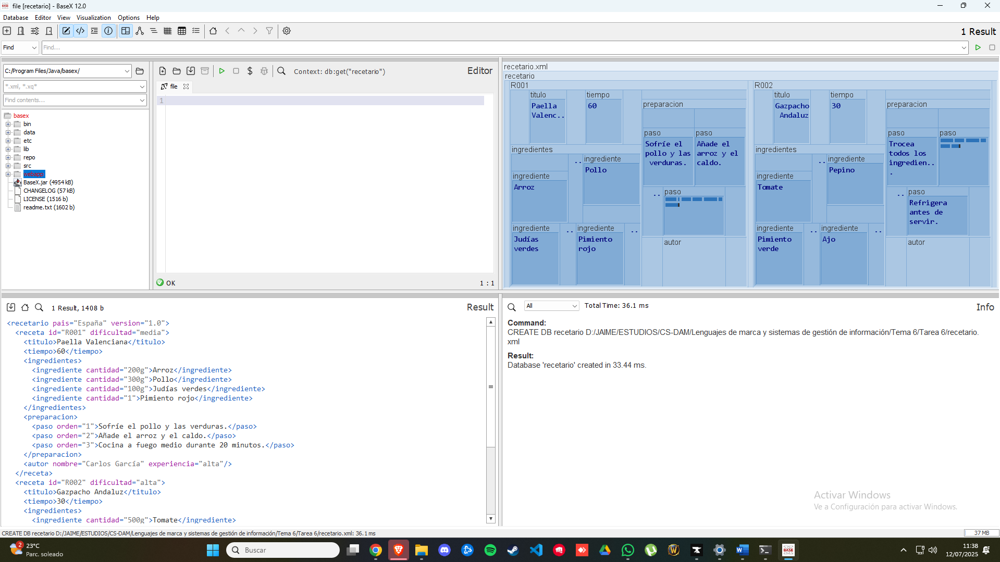 file [recetario] - BaseX 12.0
Database Editor View Visualization Options Help
1 Result
Find
Find...
C:/Program Files/Java/basex/
*.xml, *.xq*
Find contents...
basex
bin
data
etc
lib
repo
src
webapp
BaseX.jar (4954 kB)
CHANGELOG (57 kB)
LICENSE (1516 b)
readme.txt (1602 b)
Context: db:get("recetario")
Editor
file
1
OK
1 : 1
recetario.xml
recetario
R001
titulo
Paella
Valenc..
tiempo
60
preparacion
paso
Sofríe el
pollo y las
verduras.
paso
Añade el
arroz y el
caldo.
ingredientes
ingrediente
Arroz
..
ingrediente
Pollo
..
paso
ingrediente
Judías
verdes
..
ingrediente
Pimiento
rojo
..
autor
R002
titulo
Gazpacho
Andaluz
tiempo
30
preparacion
paso
Trocea
todos los
ingredien..
.
paso
ingredientes
ingrediente
Tomate
..
ingrediente
Pepino
..
paso
Refrigera
antes de
servir.
ingrediente
Pimiento
verde
..
ingrediente
Ajo
..
autor
1 Result, 1408 b
Result
<recetario pais="España" version="1.0">
<receta id="R001" dificultad="media">
<titulo>Paella Valenciana</titulo>
<tiempo>60</tiempo>
<ingredientes>
<ingrediente cantidad="200g">Arroz</ingrediente>
<ingrediente cantidad="300g">Pollo</ingrediente>
<ingrediente cantidad="100g">Judías verdes</ingrediente>
<ingrediente cantidad="1">Pimiento rojo</ingrediente>
</ingredientes>
<preparacion>
<paso orden="1">Sofríe el pollo y las verduras.</paso>
<paso orden="2">Añade el arroz y el caldo.</paso>
<paso orden="3">Cocina a fuego medio durante 20 minutos.</paso>
</preparacion>
<autor nombre="Carlos García" experiencia="alta"/>
</receta>
<receta id="R002" dificultad="alta">
<titulo>Gazpacho Andaluz</titulo>
<tiempo>30</tiempo>
<ingredientes>
<ingrediente cantidad="500g">Tomate</ingrediente>
All
Total Time: 36.1 ms
Info
Command:
CREATE DB recetario D:/JAIME/ESTUDIOS/CS-DAM/Lenguajes de marca y sistemas de gestión de información/Tema 6/Tarea 6/recetario.
xml
Result:
Database 'recetario' created in 33.44 ms.
Activar Windows
Ve a Configuración para activar Windows.
CREATE DB recetario D:/JAIME/ESTUDIOS/CS-DAM/Lenguajes de marca y sistemas de gestión de información/Tema 6/Tarea 6/recetario.xml: 36.1 ms
37 MB
2
23°C
Parc. soleado
Buscar
BASE
11:38
12/07/2025